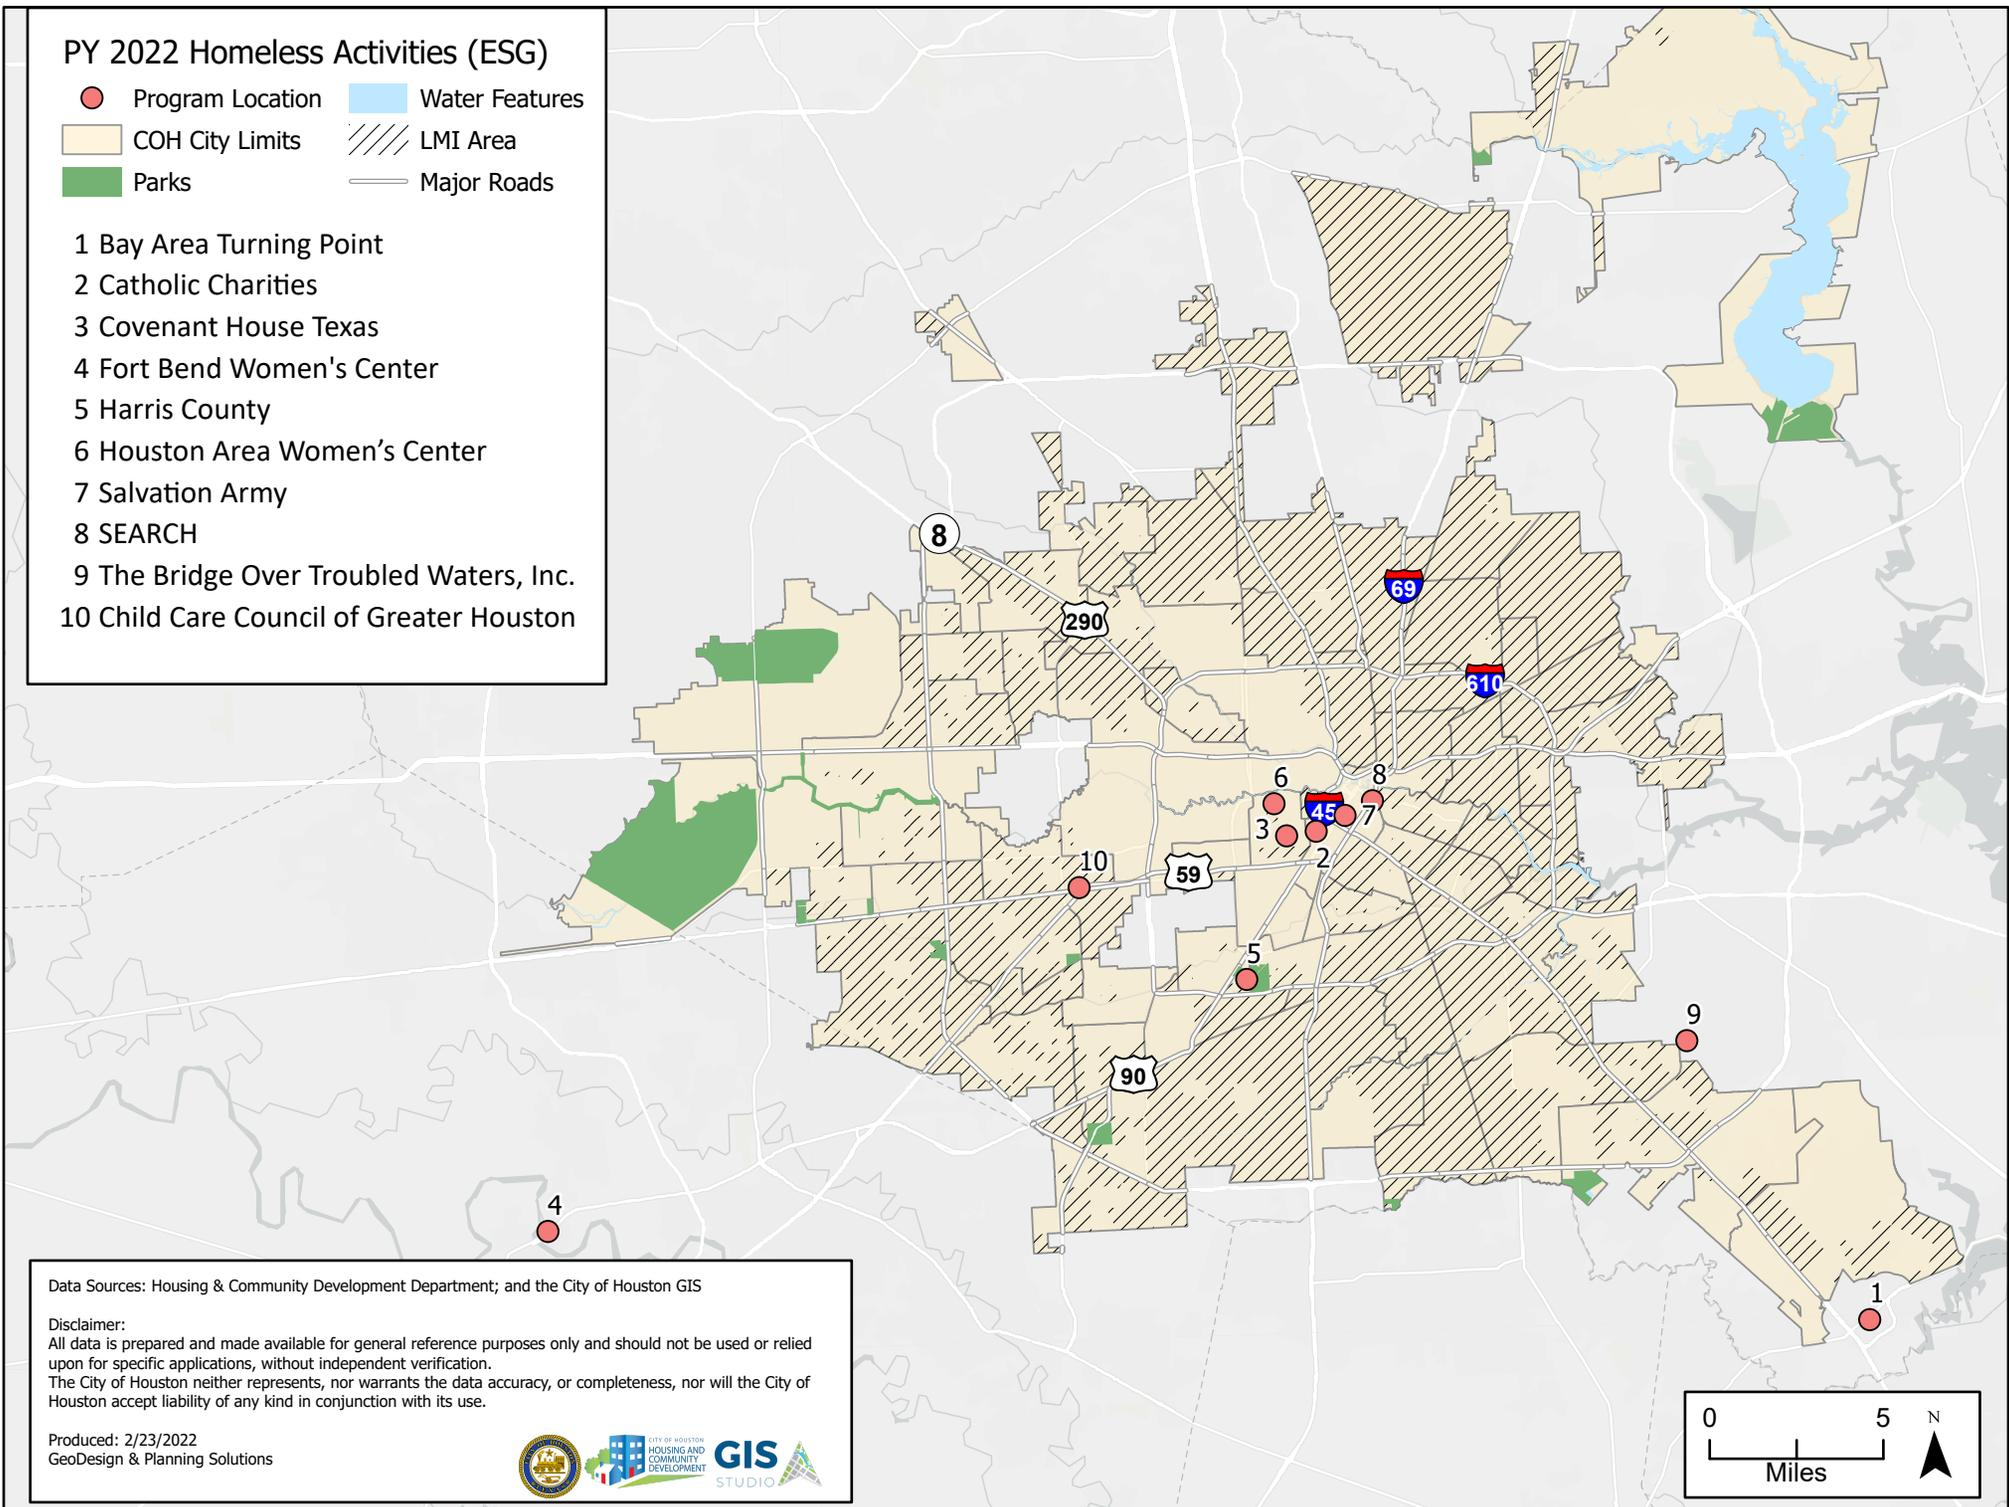 PY 2022 Homeless Activities (ESG)
Program Location
Water Features
COH City Limits
LMI Area
Parks
Major Roads
1 Bay Area Turning Point
2 Catholic Charities
3 Covenant House Texas
4 Fort Bend Women's Center
5 Harris County
6 Houston Area Women’s Center
7 Salvation Army
8 SEARCH
9 The Bridge Over Troubled Waters, Inc.
10 Child Care Council of Greater Houston
8
69
290
610
6
8
45
7
3
2
10
59
5
9
90
4
1
Data Sources: Housing & Community Development Department; and the City of Houston GIS
Disclaimer:
All data is prepared and made available for general reference purposes only and should not be used or relied
upon for specific applications, without independent verification.
The City of Houston neither represents, nor warrants the data accuracy, or completeness, nor will the City of
Houston accept liability of any kind in conjunction with its use.
Produced: 2/23/2022
GeoDesign & Planning Solutions
CITY OF HOUSTON
HOUSING AND
COMMUNITY
DEVELOPMENT
GIS
STUDIO
0 5
Miles
N